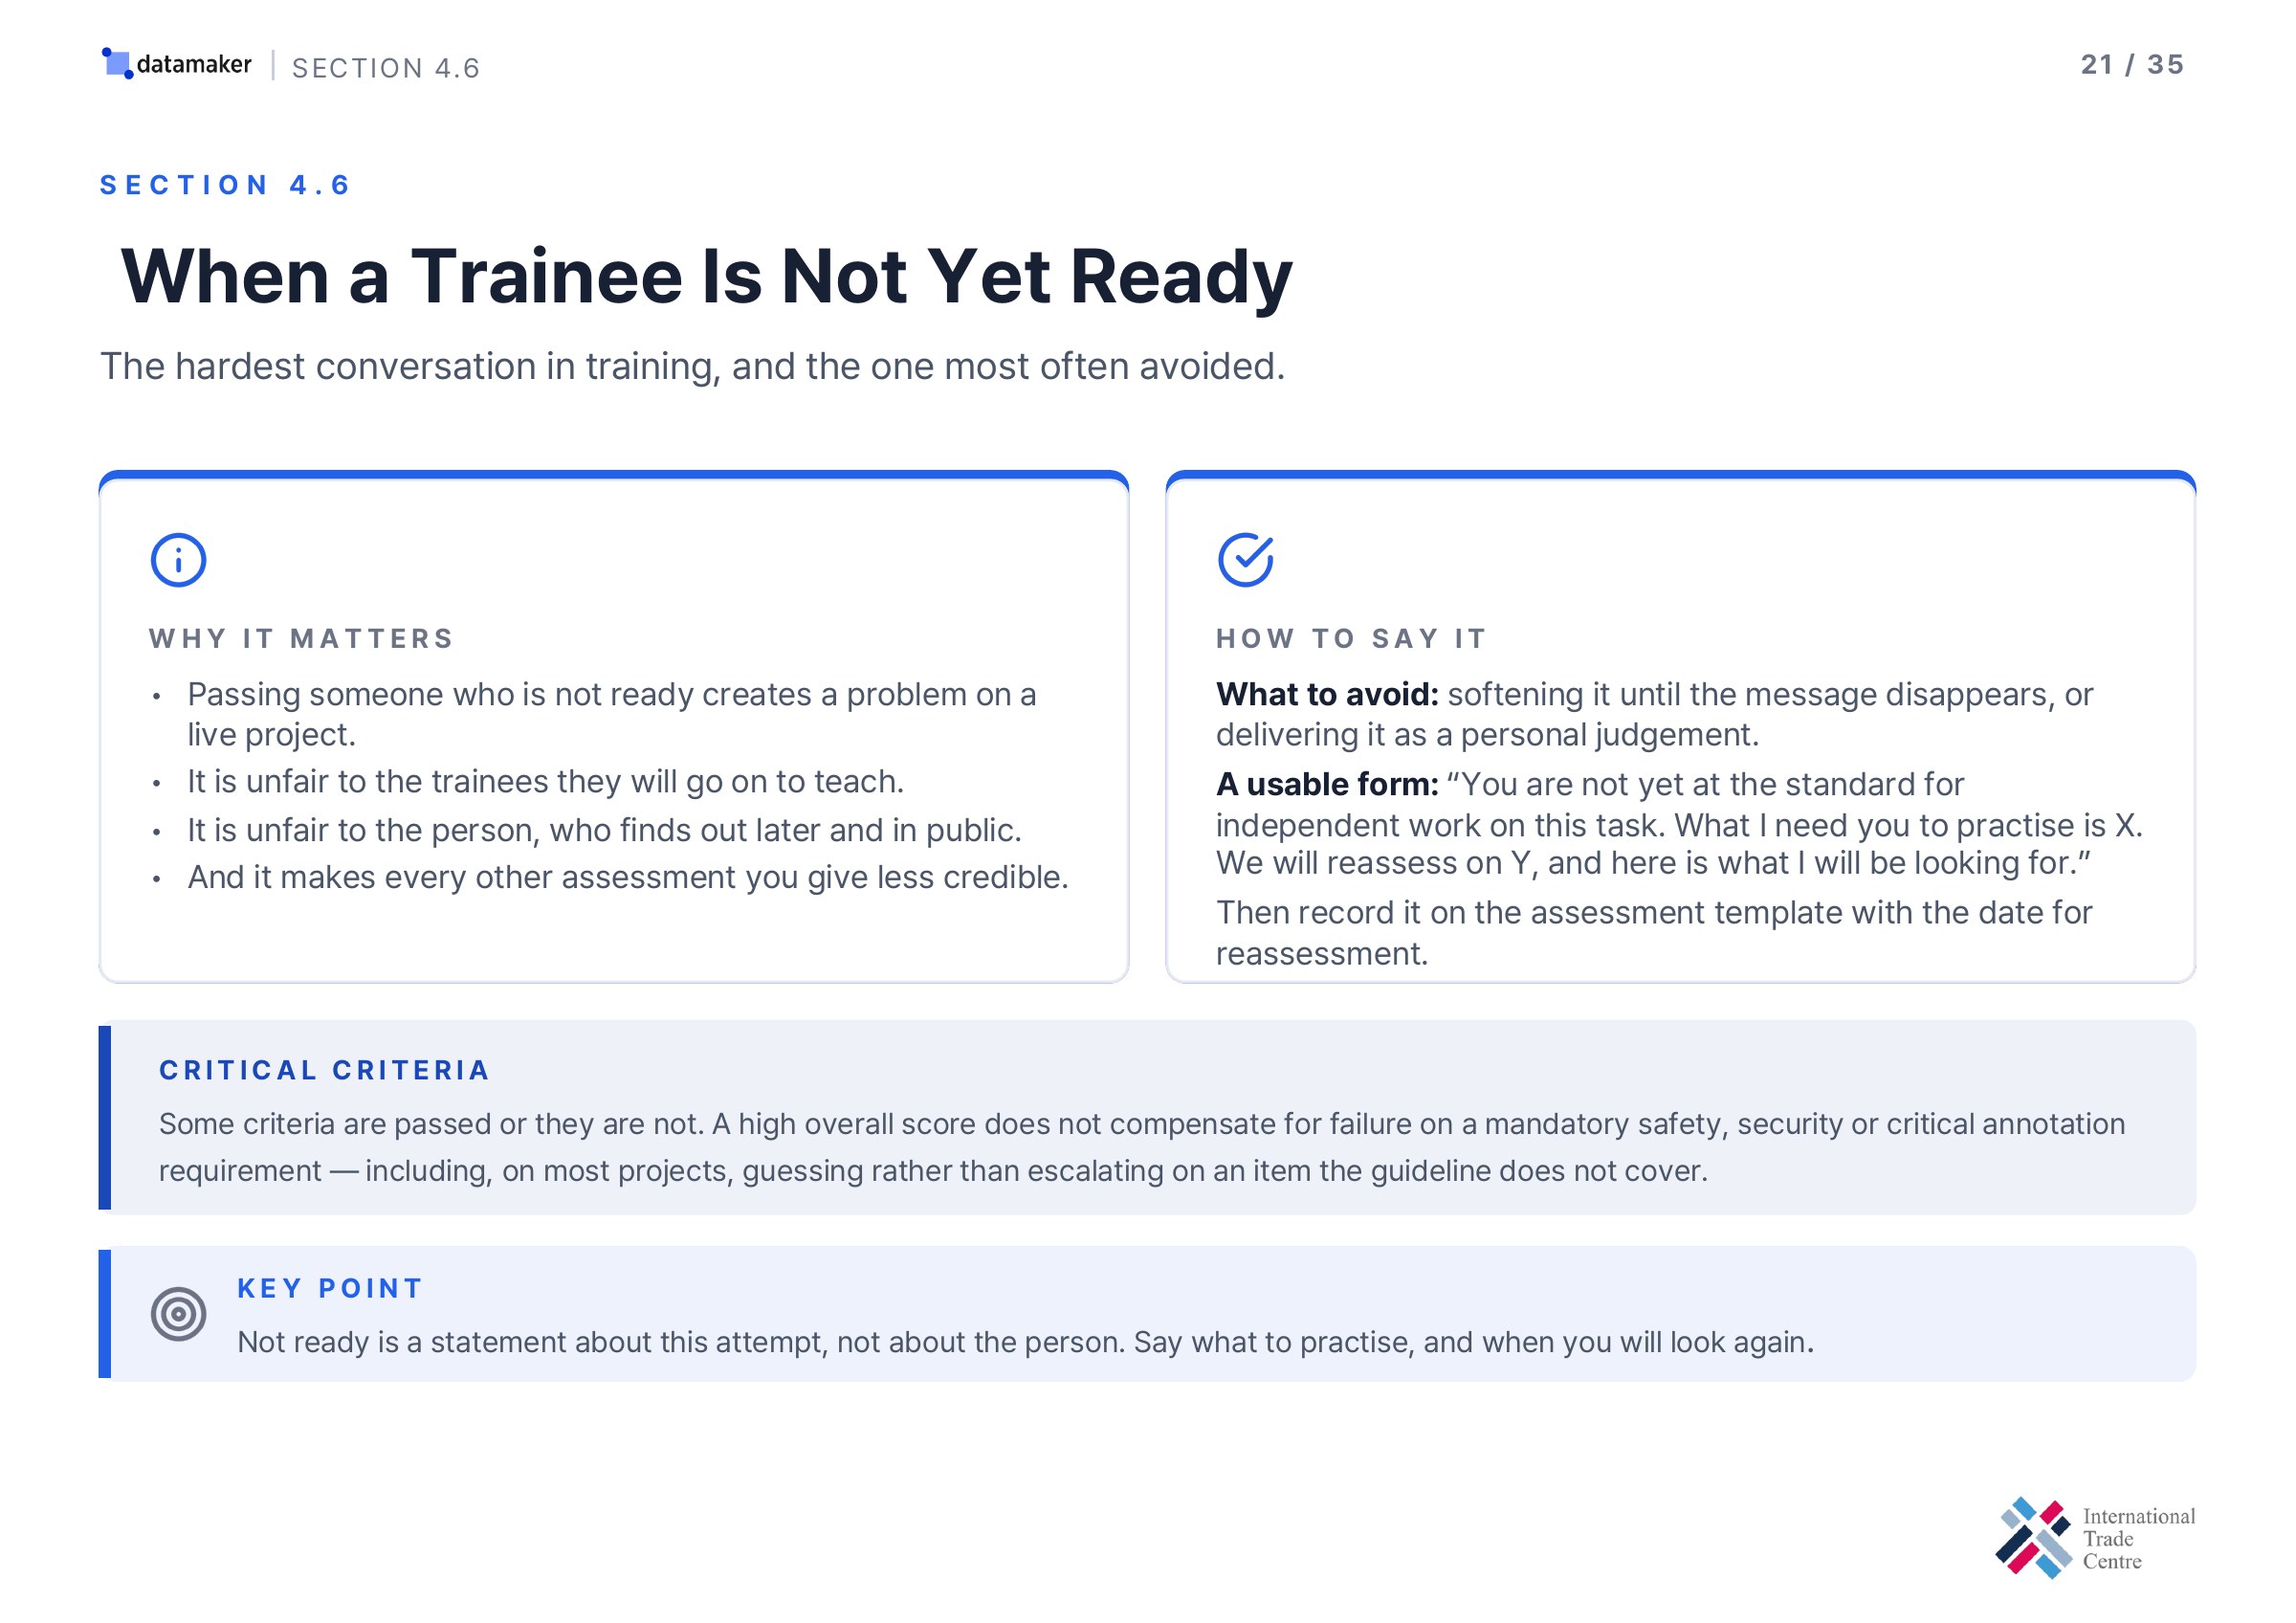 datamaker
SECTION 4.6
21 / 35
SECTION 4.6
When a Trainee Is Not Yet Ready
The hardest conversation in training, and the one most often avoided.
WHY IT MATTERS
• Passing someone who is not ready creates a problem on a
live project.
• It is unfair to the trainees they will go on to teach.
• It is unfair to the person, who finds out later and in public.
• And it makes every other assessment you give less credible.
HOW TO SAY IT
What to avoid: softening it until the message disappears, or
delivering it as a personal judgement.
A usable form: “You are not yet at the standard for
independent work on this task. What I need you to practise is X.
We will reassess on Y, and here is what I will be looking for.”
Then record it on the assessment template with the date for
reassessment.
CRITICAL CRITERIA
Some criteria are passed or they are not. A high overall score does not compensate for failure on a mandatory safety, security or critical annotation
requirement — including, on most projects, guessing rather than escalating on an item the guideline does not cover.
KEY POINT
Not ready is a statement about this attempt, not about the person. Say what to practise, and when you will look again.
International
Trade
Centre